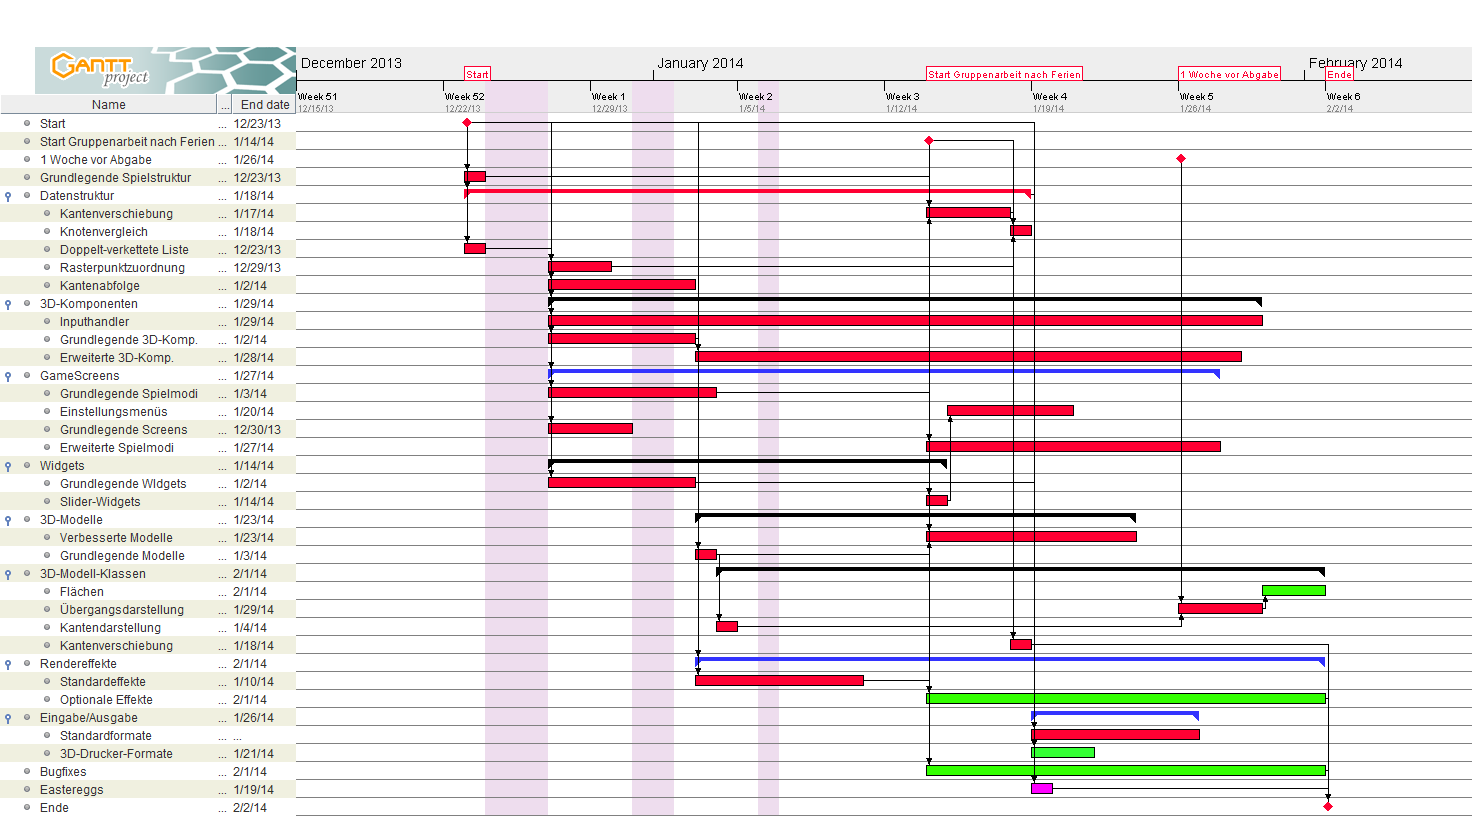 GANTT
project
December 2013
January 2014
February 2014
Start
Start Gruppenarbeit nach Ferien
1 Woche vor Abgabe
Ende
Name ... End date
Week 51
12/15/13
Week 52
12/22/13
Week 1
12/29/13
Week 2
1/5/14
Week 3
1/12/14
Week 4
1/19/14
Week 5
1/26/14
Week 6
2/2/14
Start ... 12/23/13
Start Gruppenarbeit nach Ferien ... 1/14/14
1 Woche vor Abgabe ... 1/26/14
Grundlegende Spielstruktur ... 12/23/13
Datenstruktur ... 1/18/14
Kantenverschiebung ... 1/17/14
Knotenvergleich ... 1/18/14
Doppelt-verkettete Liste ... 12/23/13
Rasterpunktzuordnung ... 12/29/13
Kantenabfolge ... 1/2/14
3D-Komponenten ... 1/29/14
Inputhandler ... 1/29/14
Grundlegende 3D-Komp. ... 1/2/14
Erweiterte 3D-Komp. ... 1/28/14
GameScreens ... 1/27/14
Grundlegende Spielmodi ... 1/3/14
Einstellungsmenüs ... 1/20/14
Grundlegende Screens ... 12/30/13
Erweiterte Spielmodi ... 1/27/14
Widgets ... 1/14/14
Grundlegende WIdgets ... 1/2/14
Slider-Widgets ... 1/14/14
3D-Modelle ... 1/23/14
Verbesserte Modelle ... 1/23/14
Grundlegende Modelle ... 1/3/14
3D-Modell-Klassen ... 2/1/14
Flächen ... 2/1/14
Übergangsdarstellung ... 1/29/14
Kantendarstellung ... 1/4/14
Kantenverschiebung ... 1/18/14
Rendereffekte ... 2/1/14
Standardeffekte ... 1/10/14
Optionale Effekte ... 2/1/14
Eingabe/Ausgabe ... 1/26/14
Standardformate ... ...
3D-Drucker-Formate ... 1/21/14
Bugfixes ... 2/1/14
Eastereggs ... 1/19/14
Ende ... 2/2/14